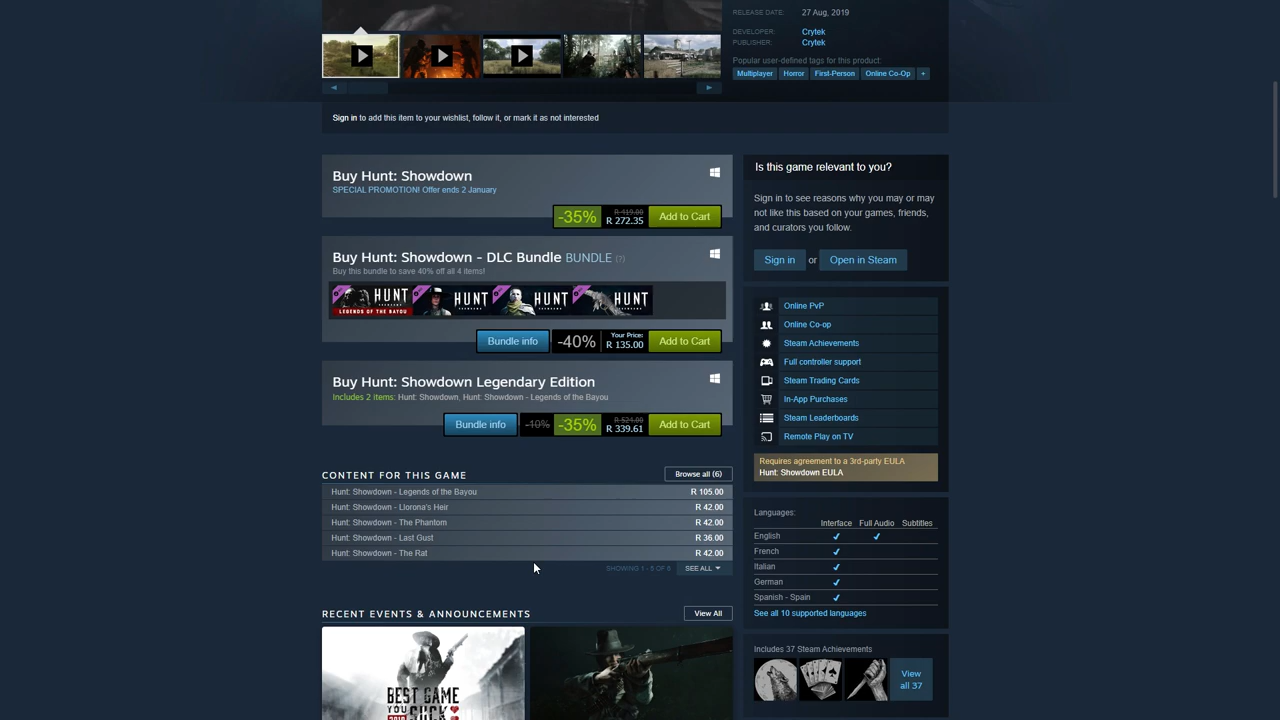 RELEASE DATE: 27 Aug, 2019
DEVELOPER: Crytek
PUBLISHER: Crytek
Popular user-defined tags for this product:
Multiplayer Horror First-Person Online Co-Op +
Sign in to add this item to your wishlist, follow it, or mark it as not interested
Buy Hunt: Showdown
SPECIAL PROMOTION! Offer ends 2 January
-35% R 419.00 R 272.35 Add to Cart
Buy Hunt: Showdown - DLC Bundle BUNDLE (?)
Buy this bundle to save 40% off all 4 items!
HUNT HUNT HUNT HUNT
LEGENDS OF THE BAYOU
Bundle info -40% Your Price: R 135.00 Add to Cart
Buy Hunt: Showdown Legendary Edition
Includes 2 items: Hunt: Showdown, Hunt: Showdown - Legends of the Bayou
Bundle info -10% -35% R 524.00 R 339.61 Add to Cart
CONTENT FOR THIS GAME Browse all (6)
Hunt: Showdown - Legends of the Bayou R 105.00
Hunt: Showdown - Llorona's Heir R 42.00
Hunt: Showdown - The Phantom R 42.00
Hunt: Showdown - Last Gust R 36.00
Hunt: Showdown - The Rat R 42.00
SHOWING 1 - 5 OF 6 SEE ALL
RECENT EVENTS & ANNOUNCEMENTS View All
BEST GAME
YOU SUCK
2019
Is this game relevant to you?
Sign in to see reasons why you may or
may not like this based on your games, friends,
and curators you follow.
Sign in or Open in Steam
Online PvP
Online Co-op
Steam Achievements
Full controller support
Steam Trading Cards
In-App Purchases
Steam Leaderboards
Remote Play on TV
Requires agreement to a 3rd-party EULA
Hunt: Showdown EULA
Languages:
Interface Full Audio Subtitles
English
French
Italian
German
Spanish - Spain
See all 10 supported languages
Includes 37 Steam Achievements
View
all 37